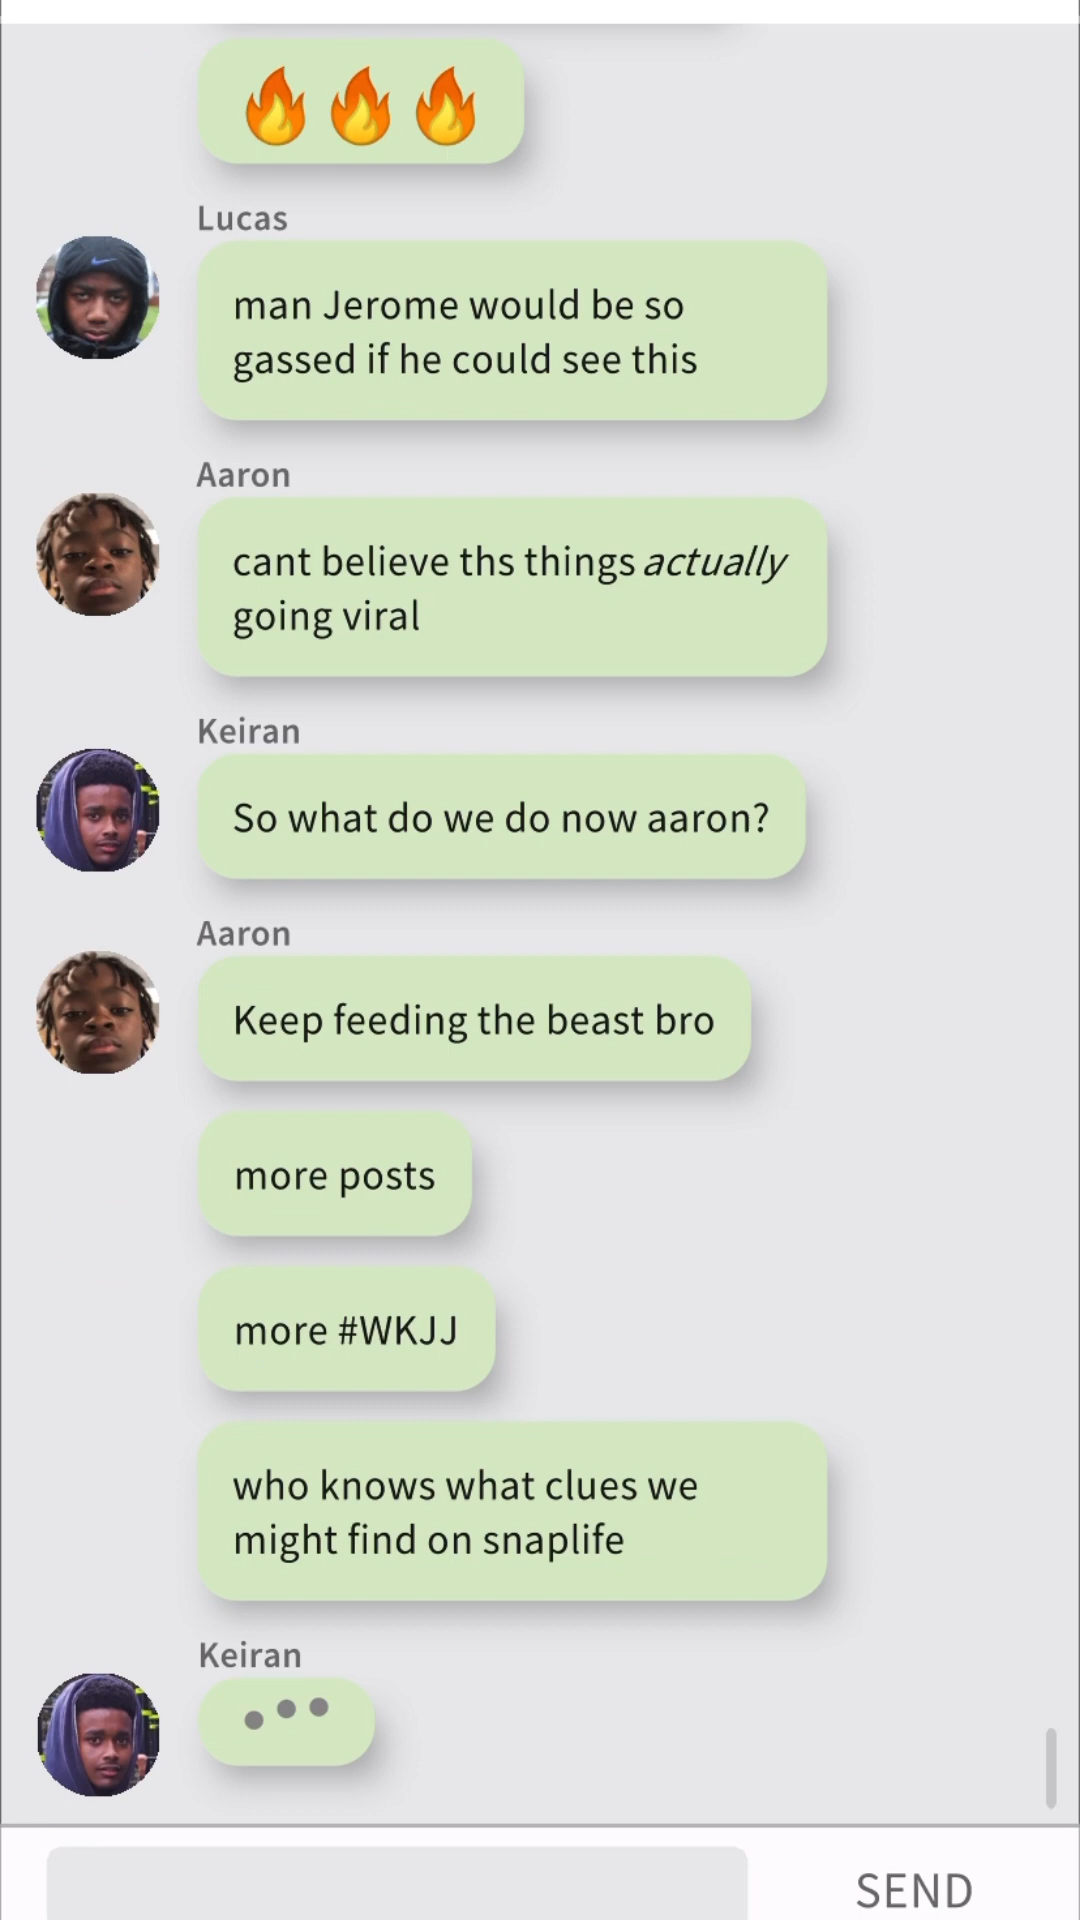 🔥🔥🔥
Lucas
man Jerome would be so
gassed if he could see this
Aaron
cant believe ths things actually
going viral
Keiran
So what do we do now aaron?
Aaron
Keep feeding the beast bro
more posts
more #WKJJ
who knows what clues we
might find on snaplife
Keiran
SEND